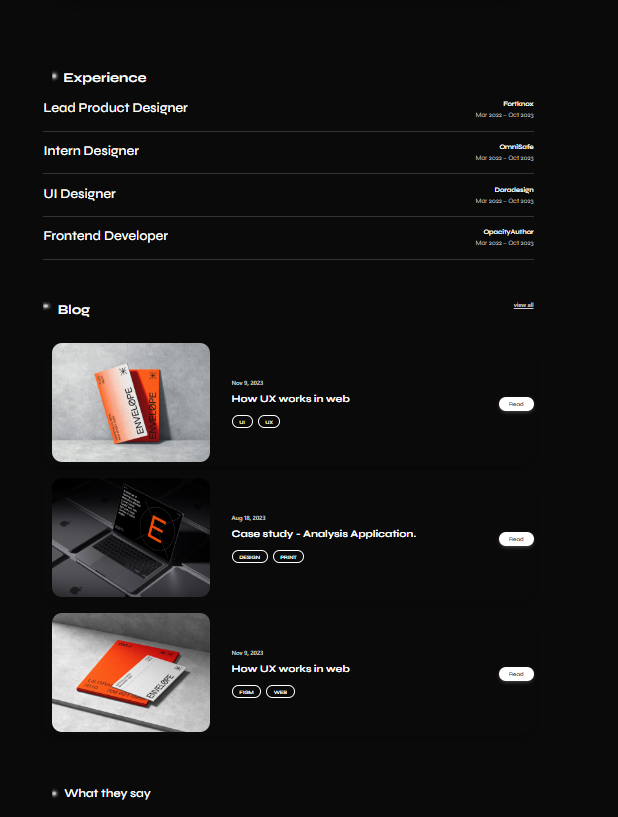 Experience
Lead Product Designer
Fortknox
Mar 2022 - Oct 2023
Intern Designer
OmniSafe
Mar 2022 - Oct 2023
UI Designer
Doradesign
Mar 2022 - Oct 2023
Frontend Developer
OpacityAuthor
Mar 2022 - Oct 2023
Blog
view all
ENVELØPE
ENVELØPE
Nov 9, 2023
How UX works in web
UI
UX
Read
E
Aug 18, 2023
Case study - Analysis Application.
DESIGN
PRINT
Read
ENVELØPE
Nov 9, 2023
How UX works in web
FIGM
WEB
Read
What they say